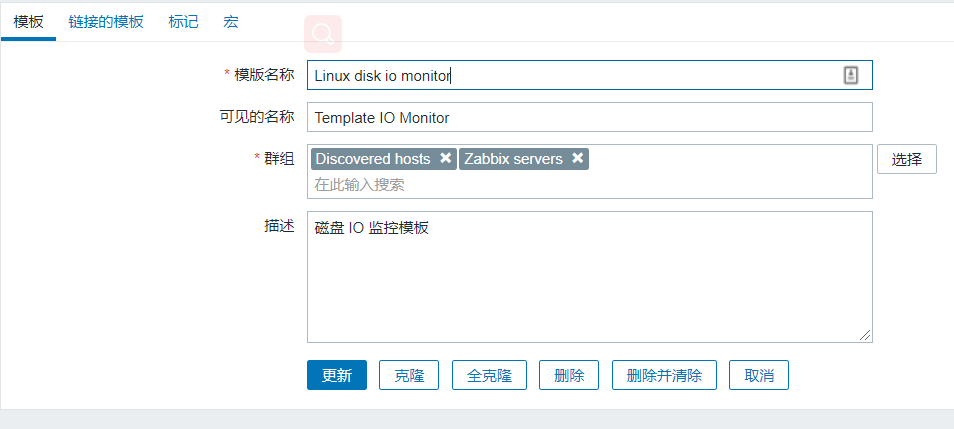 模板 链接的模板 标记 宏
* 模版名称 Linux disk io monitor
可见的名称 Template IO Monitor
* 群组 Discovered hosts ✖ Zabbix servers ✖ 选择
在此输入搜索
描述 磁盘 IO 监控模板
更新 克隆 全克隆 删除 删除并清除 取消